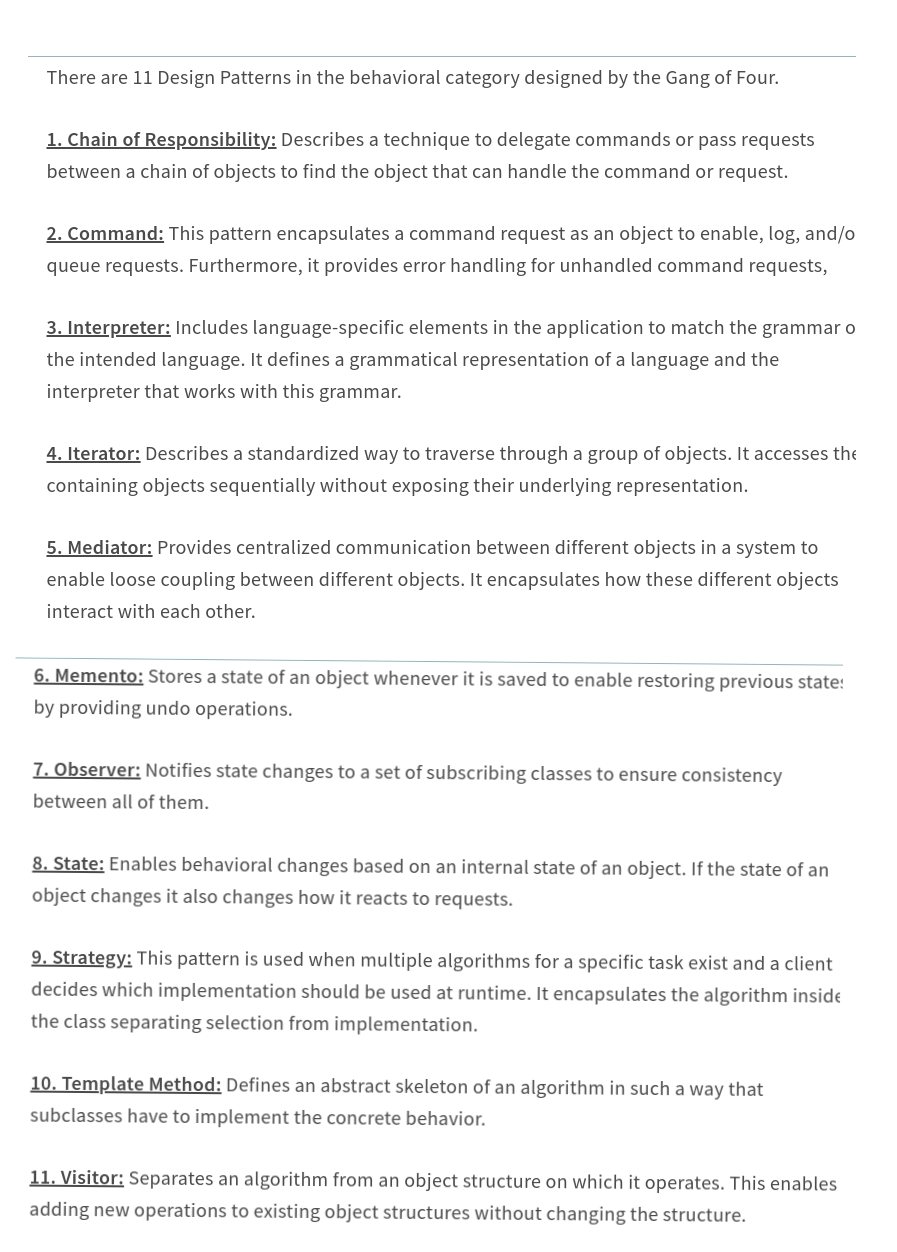 There are 11 Design Patterns in the behavioral category designed by the Gang of Four.
1. Chain of Responsibility: Describes a technique to delegate commands or pass requests
between a chain of objects to find the object that can handle the command or request.
2. Command: This pattern encapsulates a command request as an object to enable, log, and/o
queue requests. Furthermore, it provides error handling for unhandled command requests,
3. Interpreter: Includes language-specific elements in the application to match the grammar o
the intended language. It defines a grammatical representation of a language and the
interpreter that works with this grammar.
4. Iterator: Describes a standardized way to traverse through a group of objects. It accesses the
containing objects sequentially without exposing their underlying representation.
5. Mediator: Provides centralized communication between different objects in a system to
enable loose coupling between different objects. It encapsulates how these different objects
interact with each other.
6. Memento: Stores a state of an object whenever it is saved to enable restoring previous states
by providing undo operations.
7. Observer: Notifies state changes to a set of subscribing classes to ensure consistency
between all of them.
8. State: Enables behavioral changes based on an internal state of an object. If the state of an
object changes it also changes how it reacts to requests.
9. Strategy: This pattern is used when multiple algorithms for a specific task exist and a client
decides which implementation should be used at runtime. It encapsulates the algorithm inside
the class separating selection from implementation.
10. Template Method: Defines an abstract skeleton of an algorithm in such a way that
subclasses have to implement the concrete behavior.
11. Visitor: Separates an algorithm from an object structure on which it operates. This enables
adding new operations to existing object structures without changing the structure.